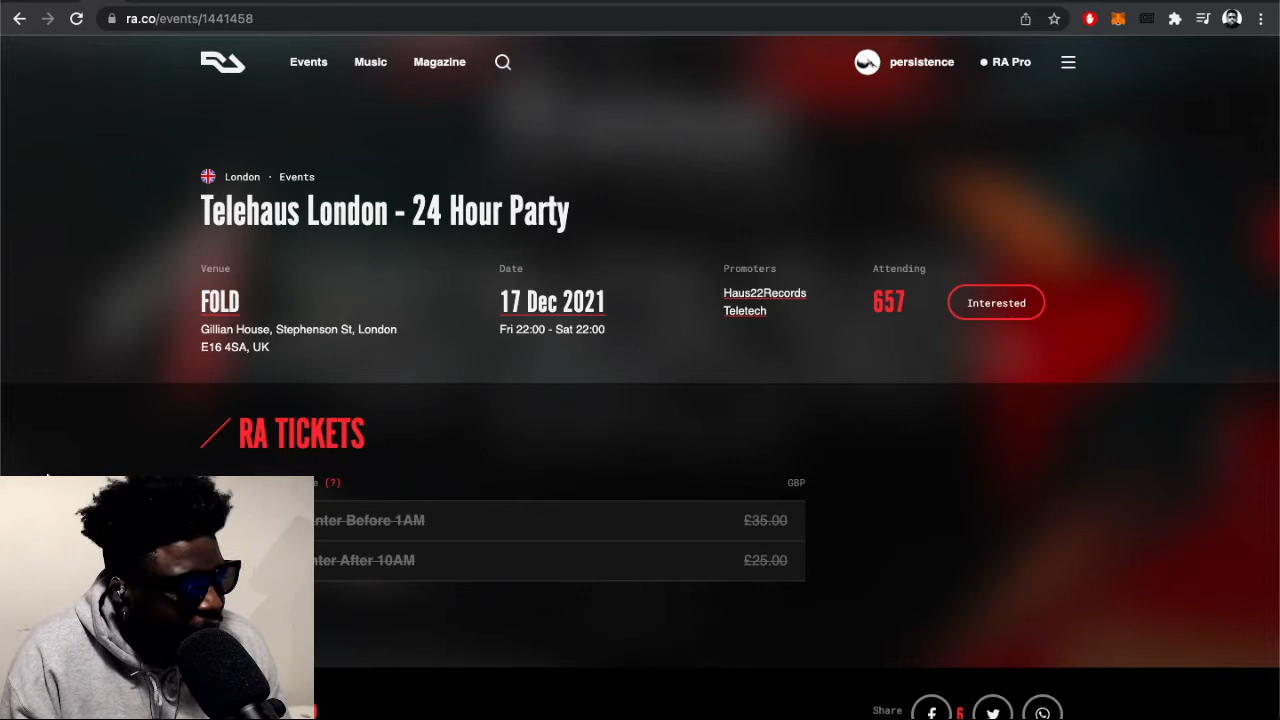 ra.co/events/1441458
Events Music Magazine persistence RA Pro
London · Events
Telehaus London - 24 Hour Party
Venue Date Promoters Attending
FOLD 17 Dec 2021 Haus22Records 657 Interested
Gillian House, Stephenson St, London Fri 22:00 - Sat 22:00 Teletech
E16 4SA, UK
RA TICKETS
(?) GBP
nter Before 1AM £35.00
nter After 10AM £25.00
Share 6